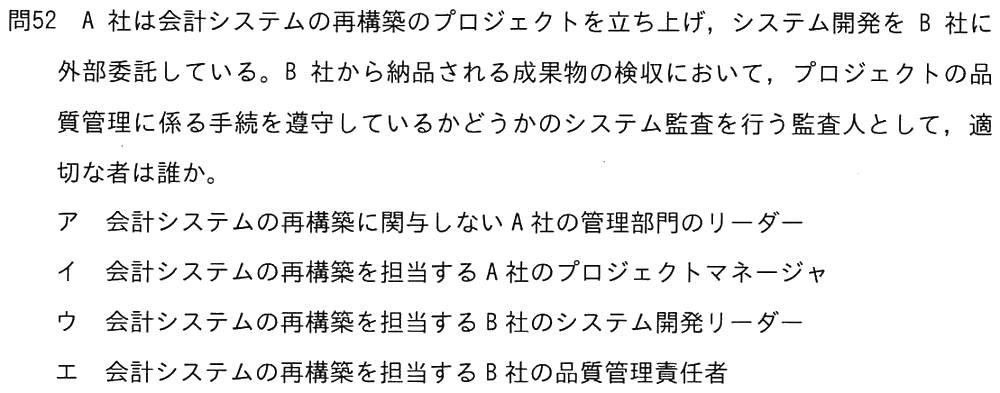 問52 A 社は会計システムの再構築のプロジェクトを立ち上げ，システム開発を B 社に
外部委託している。B 社から納品される成果物の検収において，プロジェクトの品
質管理に係る手続を遵守しているかどうかのシステム監査を行う監査人として，適
切な者は誰か。
ア 会計システムの再構築に関与しない A 社の管理部門のリーダー
イ 会計システムの再構築を担当する A 社のプロジェクトマネージャ
ウ 会計システムの再構築を担当する B 社のシステム開発リーダー
エ 会計システムの再構築を担当する B 社の品質管理責任者